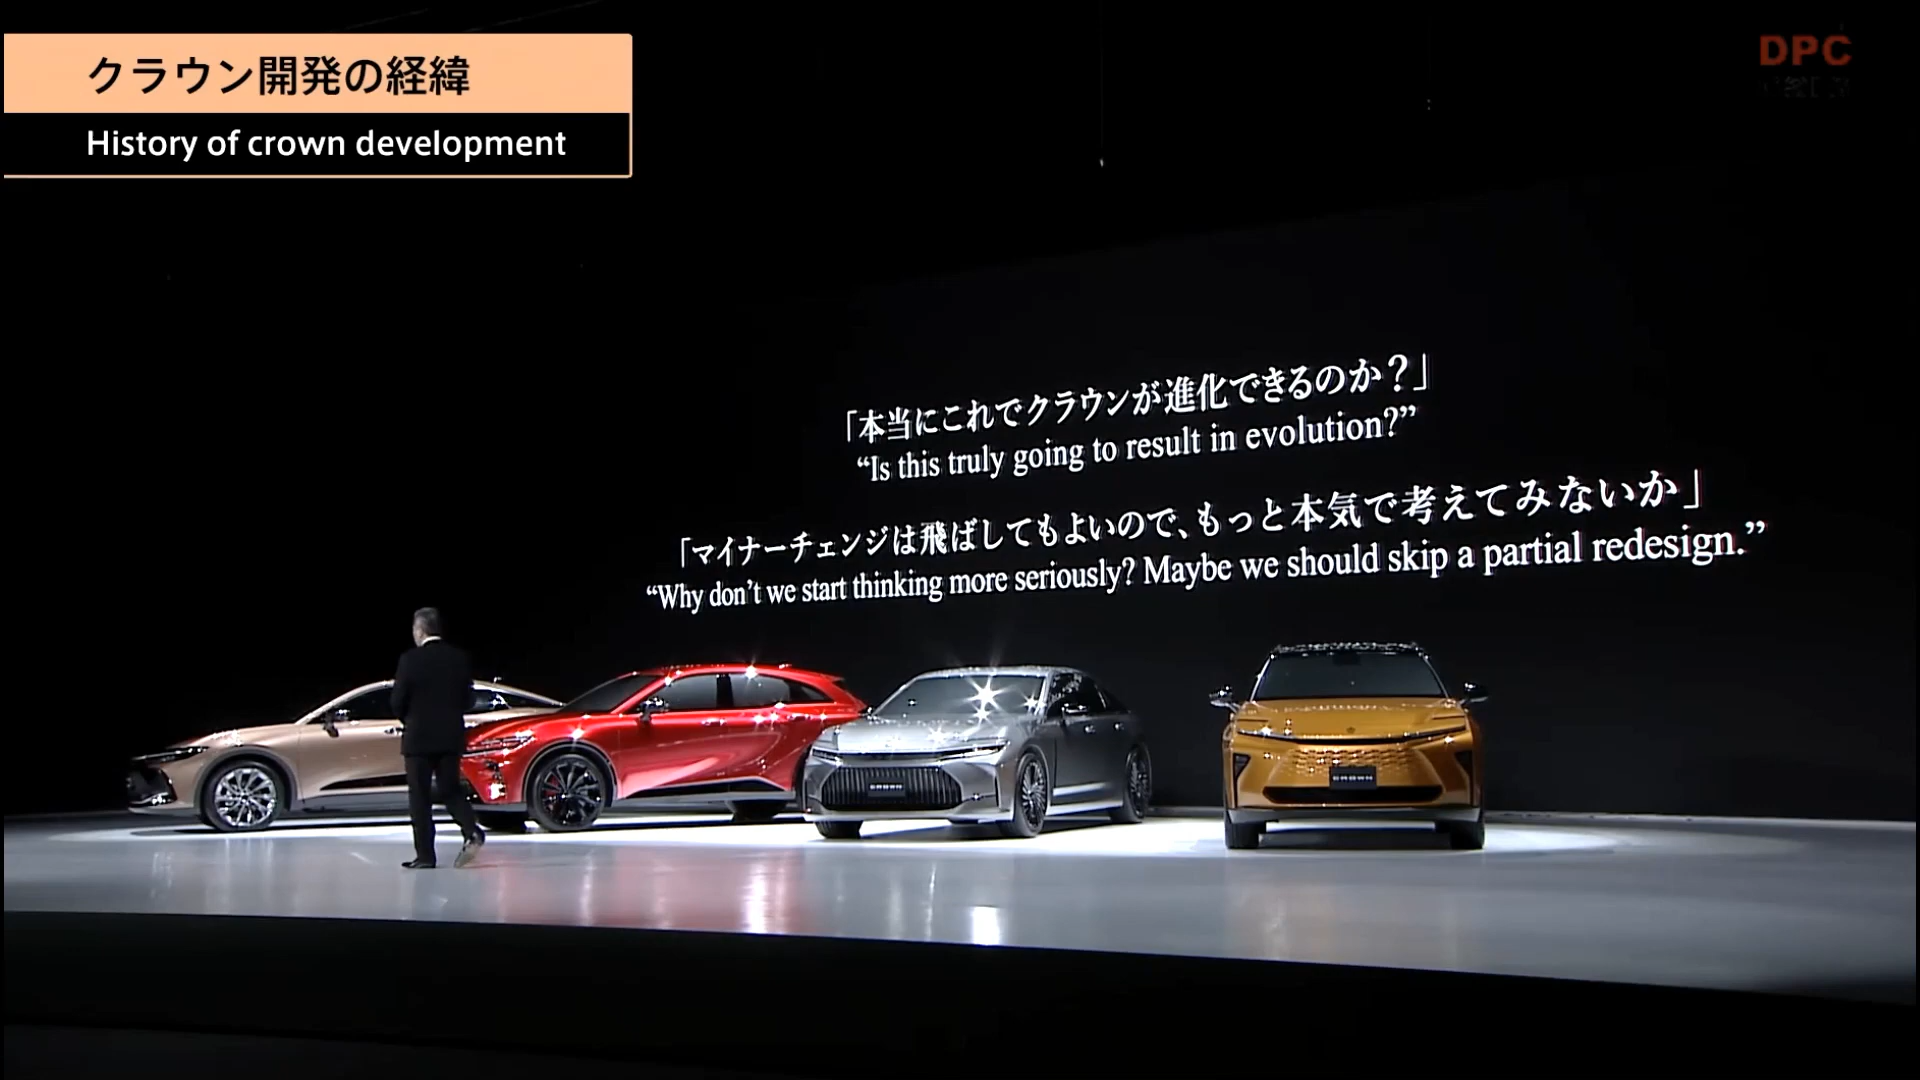 クラウン開発の経緯
History of crown development
DPC
「本当にこれでクラウンが進化できるのか?」
“Is this truly going to result in evolution?”
「マイナーチェンジは飛ばしてもよいので、もっと本気で考えてみないか」
“Why don’t we start thinking more seriously? Maybe we should skip a partial redesign.”
CROWN
CROWN